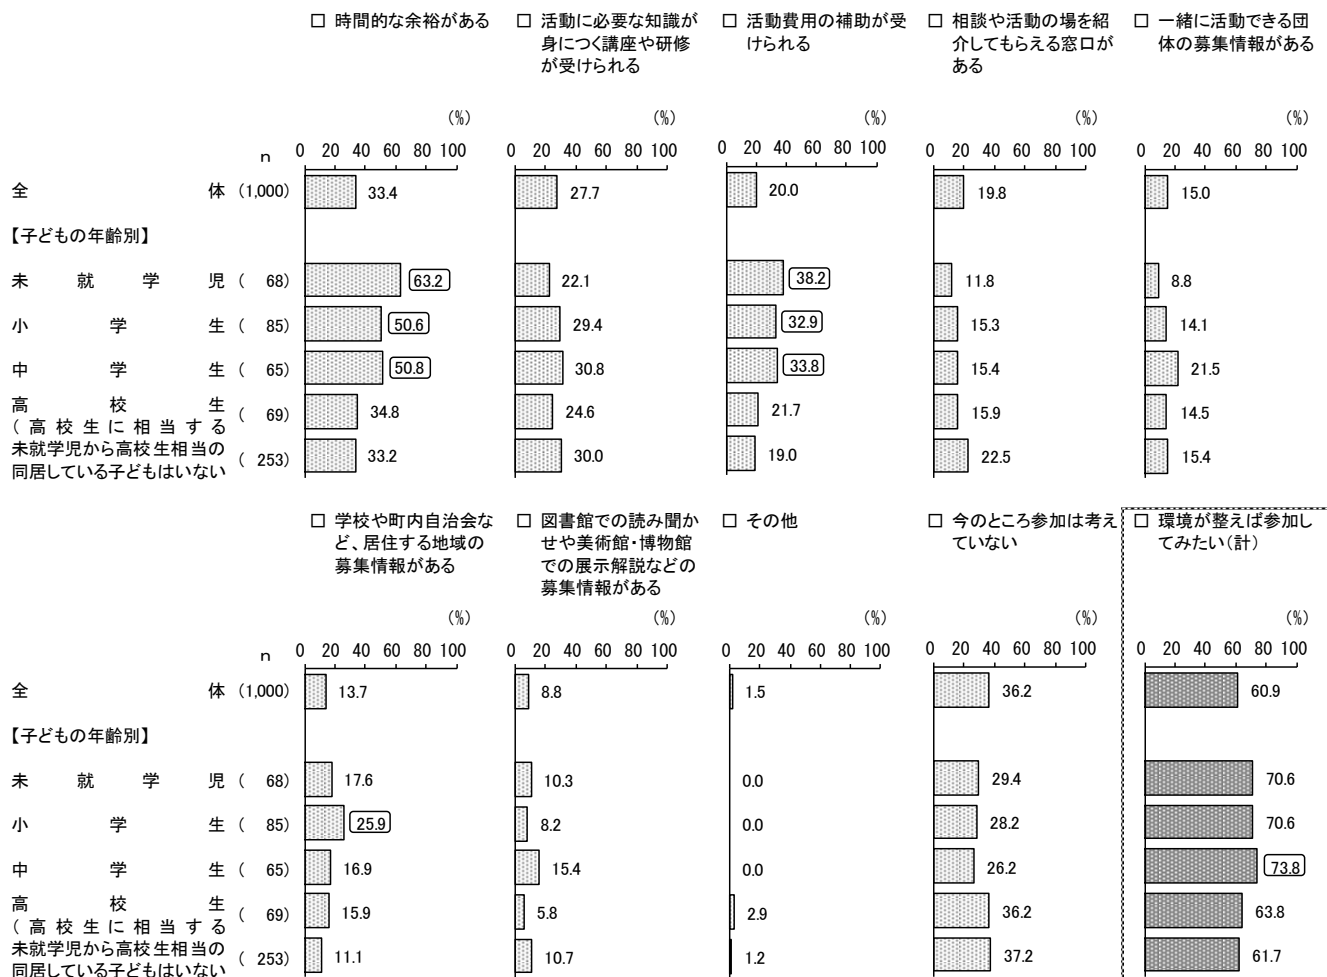 □ 時間的な余裕がある
□ 活動に必要な知識が
身につく講座や研修
が受けられる
□ 活動費用の補助が受
けられる
□ 相談や活動の場を紹
介してもらえる窓口が
ある
□ 一緒に活動できる団
体の募集情報がある
(%) (%) (%) (%) (%)
n 0 20 40 60 80 100 0 20 40 60 80 100 0 20 40 60 80 100 0 20 40 60 80 100 0 20 40 60 80 100
全体 (1,000) 33.4 27.7 20.0 19.8 15.0
【子どもの年齢別】
未就学児 ( 68) 63.2 22.1 38.2 11.8 8.8
小学生 ( 85) 50.6 29.4 32.9 15.3 14.1
中学生 ( 65) 50.8 30.8 33.8 15.4 21.5
高校生
(高校生に相当する ( 69) 34.8 24.6 21.7 15.9 14.5
未就学児から高校生相当の
同居している子どもはいない ( 253) 33.2 30.0 19.0 22.5 15.4
□ 学校や町内自治会な
ど、居住する地域の
募集情報がある
□ 図書館での読み聞か
せや美術館・博物館
での展示解説などの
募集情報がある
□ その他
□ 今のところ参加は考え
ていない
□ 環境が整えば参加し
てみたい(計)
(%) (%) (%) (%) (%)
n 0 20 40 60 80 100 0 20 40 60 80 100 0 20 40 60 80 100 0 20 40 60 80 100 0 20 40 60 80 100
全体 (1,000) 13.7 8.8 1.5 36.2 60.9
【子どもの年齢別】
未就学児 ( 68) 17.6 10.3 0.0 29.4 70.6
小学生 ( 85) 25.9 8.2 0.0 28.2 70.6
中学生 ( 65) 16.9 15.4 0.0 26.2 73.8
高校生
(高校生に相当する ( 69) 15.9 5.8 2.9 36.2 63.8
未就学児から高校生相当の
同居している子どもはいない ( 253) 11.1 10.7 1.2 37.2 61.7